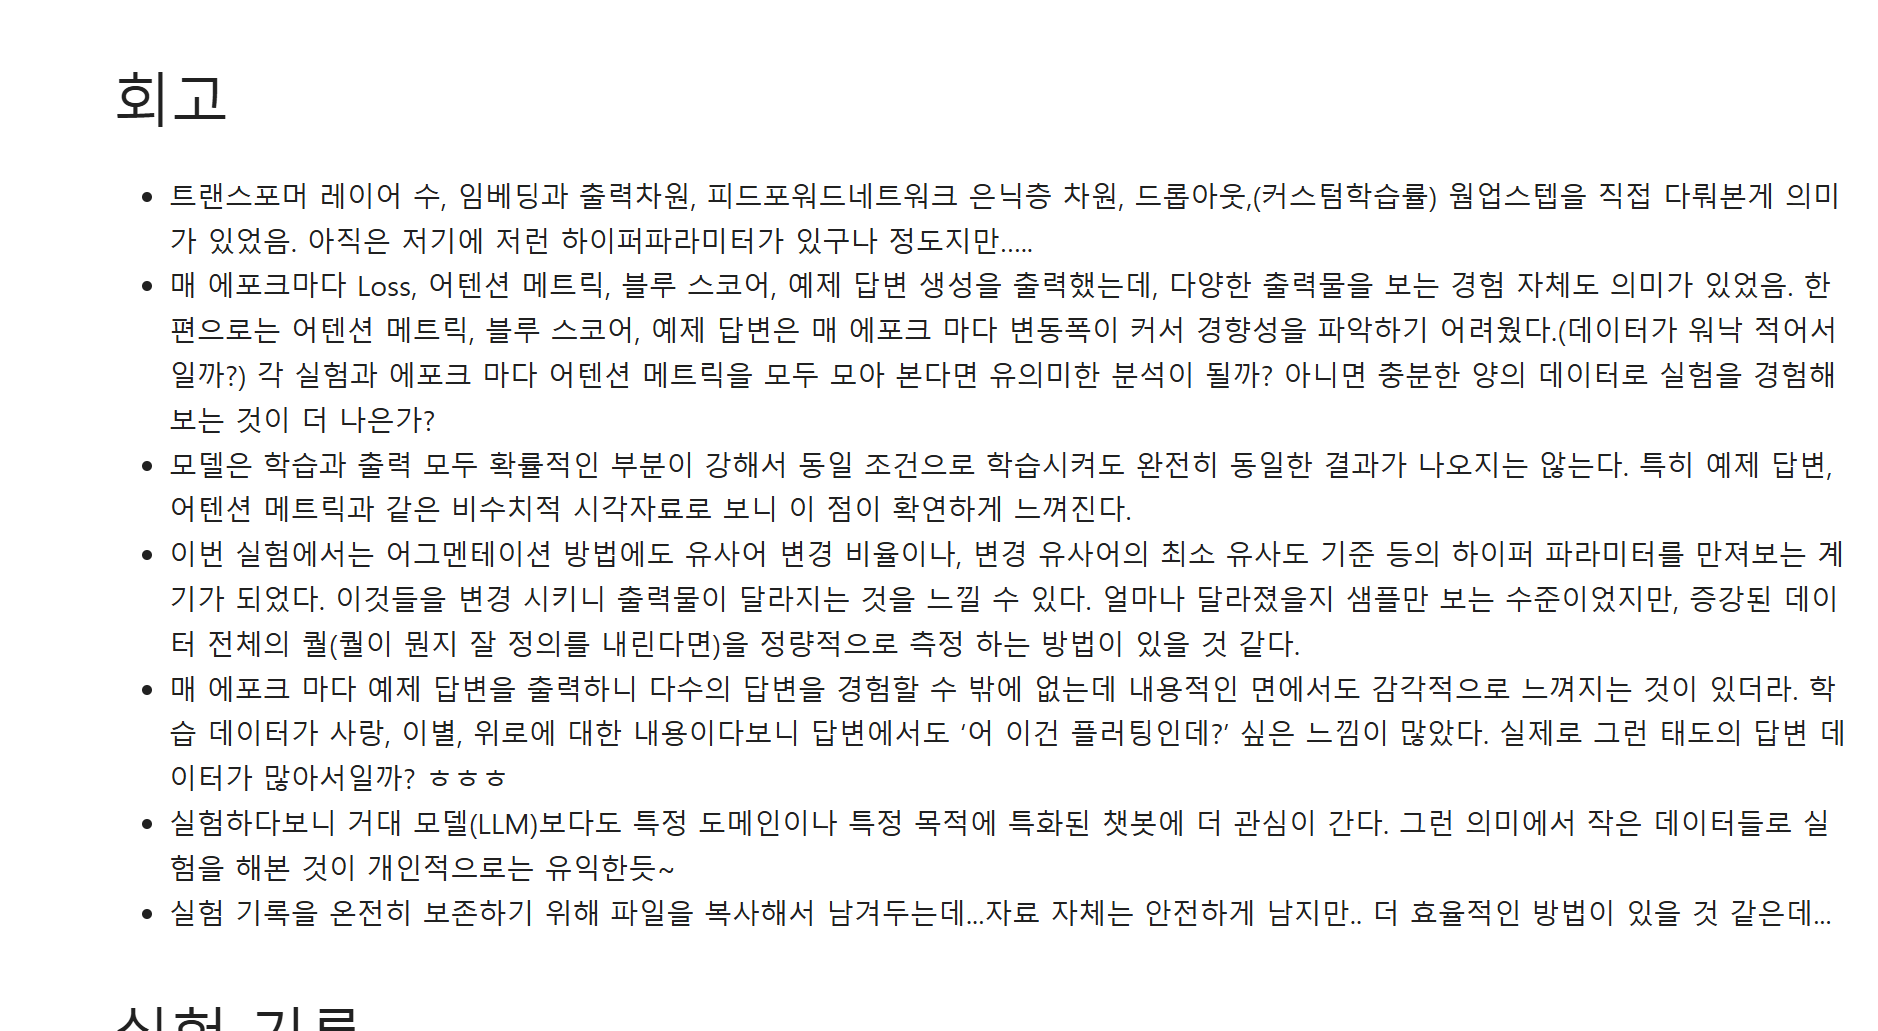 회고
트랜스포머 레이어 수, 임베딩과 출력차원, 피드포워드네트워크 은닉층 차원, 드롭아웃,(커스텀학습률) 웜업스텝을 직접 다뤄본게 의미
가 있었음. 아직은 저기에 저런 하이퍼파라미터가 있구나 정도지만.....
매 에포크마다 Loss, 어텐션 메트릭, 블루 스코어, 예제 답변 생성을 출력했는데, 다양한 출력물을 보는 경험 자체도 의미가 있었음. 한
편으로는 어텐션 메트릭, 블루 스코어, 예제 답변은 매 에포크 마다 변동폭이 커서 경향성을 파악하기 어려웠다.(데이터가 워낙 적어서
일까?) 각 실험과 에포크 마다 어텐션 메트릭을 모두 모아 본다면 유의미한 분석이 될까? 아니면 충분한 양의 데이터로 실험을 경험해
보는 것이 더 나은가?
모델은 학습과 출력 모두 확률적인 부분이 강해서 동일 조건으로 학습시켜도 완전히 동일한 결과가 나오지는 않는다. 특히 예제 답변,
어텐션 메트릭과 같은 비수치적 시각자료로 보니 이 점이 확연하게 느껴진다.
이번 실험에서는 어그멘테이션 방법에도 유사어 변경 비율이나, 변경 유사어의 최소 유사도 기준 등의 하이퍼 파라미터를 만져보는 계
기가 되었다. 이것들을 변경 시키니 출력물이 달라지는 것을 느낄 수 있다. 얼마나 달라졌을지 샘플만 보는 수준이었지만, 증강된 데이
터 전체의 퀄(퀄이 뭔지 잘 정의를 내린다면)을 정량적으로 측정 하는 방법이 있을 것 같다.
매 에포크 마다 예제 답변을 출력하니 다수의 답변을 경험할 수 밖에 없는데 내용적인 면에서도 감각적으로 느껴지는 것이 있더라. 학
습 데이터가 사랑, 이별, 위로에 대한 내용이다보니 답변에서도 ‘어 이건 플러팅인데?’ 싶은 느낌이 많았다. 실제로 그런 태도의 답변 데
이터가 많아서일까? ㅎㅎㅎ
실험하다보니 거대 모델(LLM)보다도 특정 도메인이나 특정 목적에 특화된 챗봇에 더 관심이 간다. 그런 의미에서 작은 데이터들로 실
험을 해본 것이 개인적으로는 유익한듯~
실험 기록을 온전히 보존하기 위해 파일을 복사해서 남겨두는데...자료 자체는 안전하게 남지만.. 더 효율적인 방법이 있을 것 같은데...
실험 기록